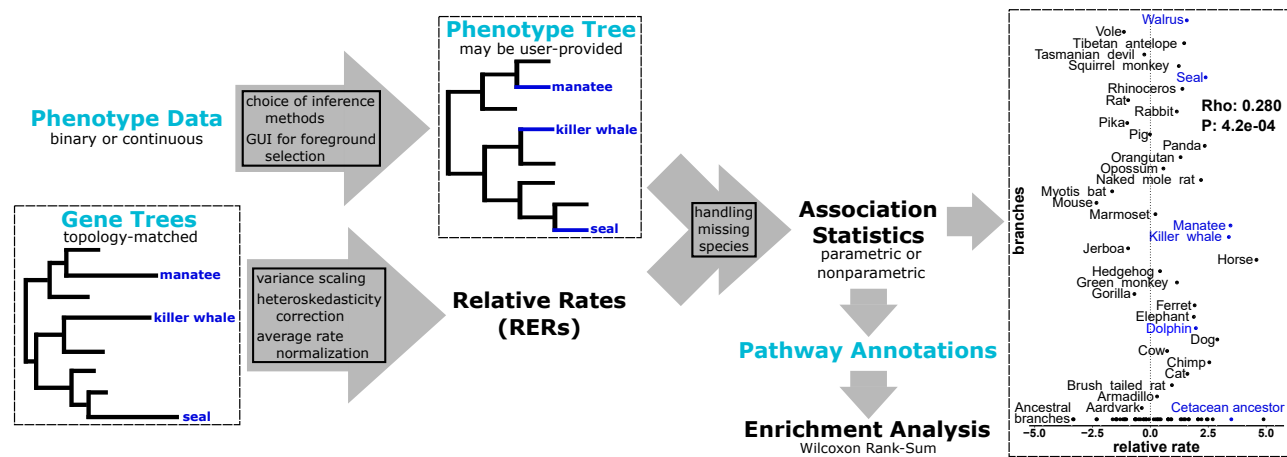 Phenotype Data
binary or continuous
choice of inference
methods
GUI for foreground
selection
Phenotype Tree
may be user-provided
manatee
killer whale
seal
Gene Trees
topology-matched
manatee
killer whale
seal
variance scaling
heteroskedasticity
correction
average rate
normalization
Relative Rates
(RERs)
handling
missing
species
Association
Statistics
parametric or
nonparametric
Pathway Annotations
Enrichment Analysis
Wilcoxon Rank-Sum
branches
Walrus
Vole
Tibetan antelope
Tasmanian devil
Squirrel monkey
Seal
Rhinoceros
Rat
Rabbit
Rho: 0.280
P: 4.2e-04
Pika
Pig
Panda
Orangutan
Opossum
Naked mole rat
Myotis bat
Mouse
Marmoset
Manatee
Killer whale
Jerboa
Horse
Hedgehog
Green monkey
Gorilla
Ferret
Elephant
Dolphin
Dog
Cow
Chimp
Cat
Brush tailed rat
Armadillo
Aardvark
Cetacean ancestor
Ancestral
branches
−5.0 −2.5 0.0 2.5 5.0
relative rate